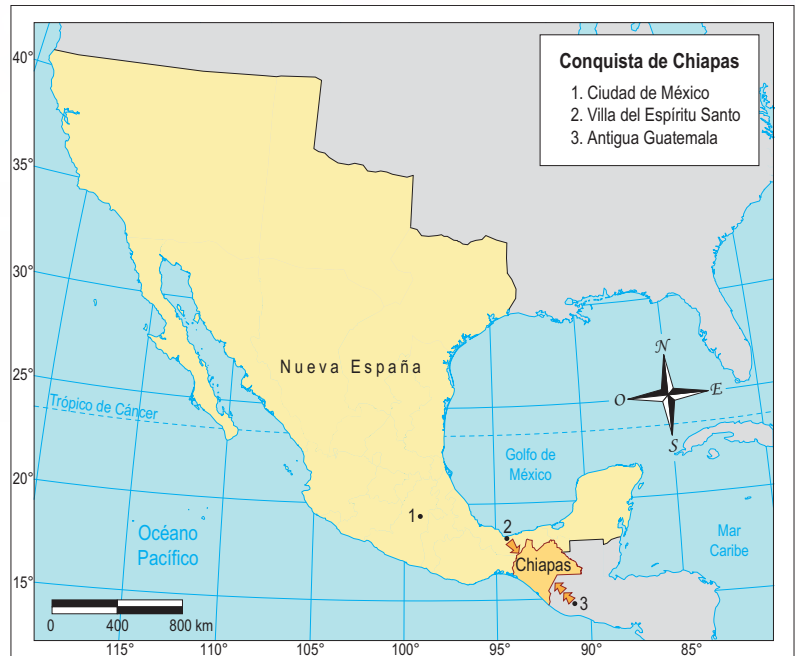 Conquista de Chiapas
1. Ciudad de México
2. Villa del Espíritu Santo
3. Antigua Guatemala
40°
35°
30°
25°
20°
15°
N
O
E
S
Nueva España
Trópico de Cáncer
Golfo de
México
1
2
Océano
Pacífico
Mar
Caribe
Chiapas
3
0 400 800 km
115° 110° 105° 100° 95° 90° 85°